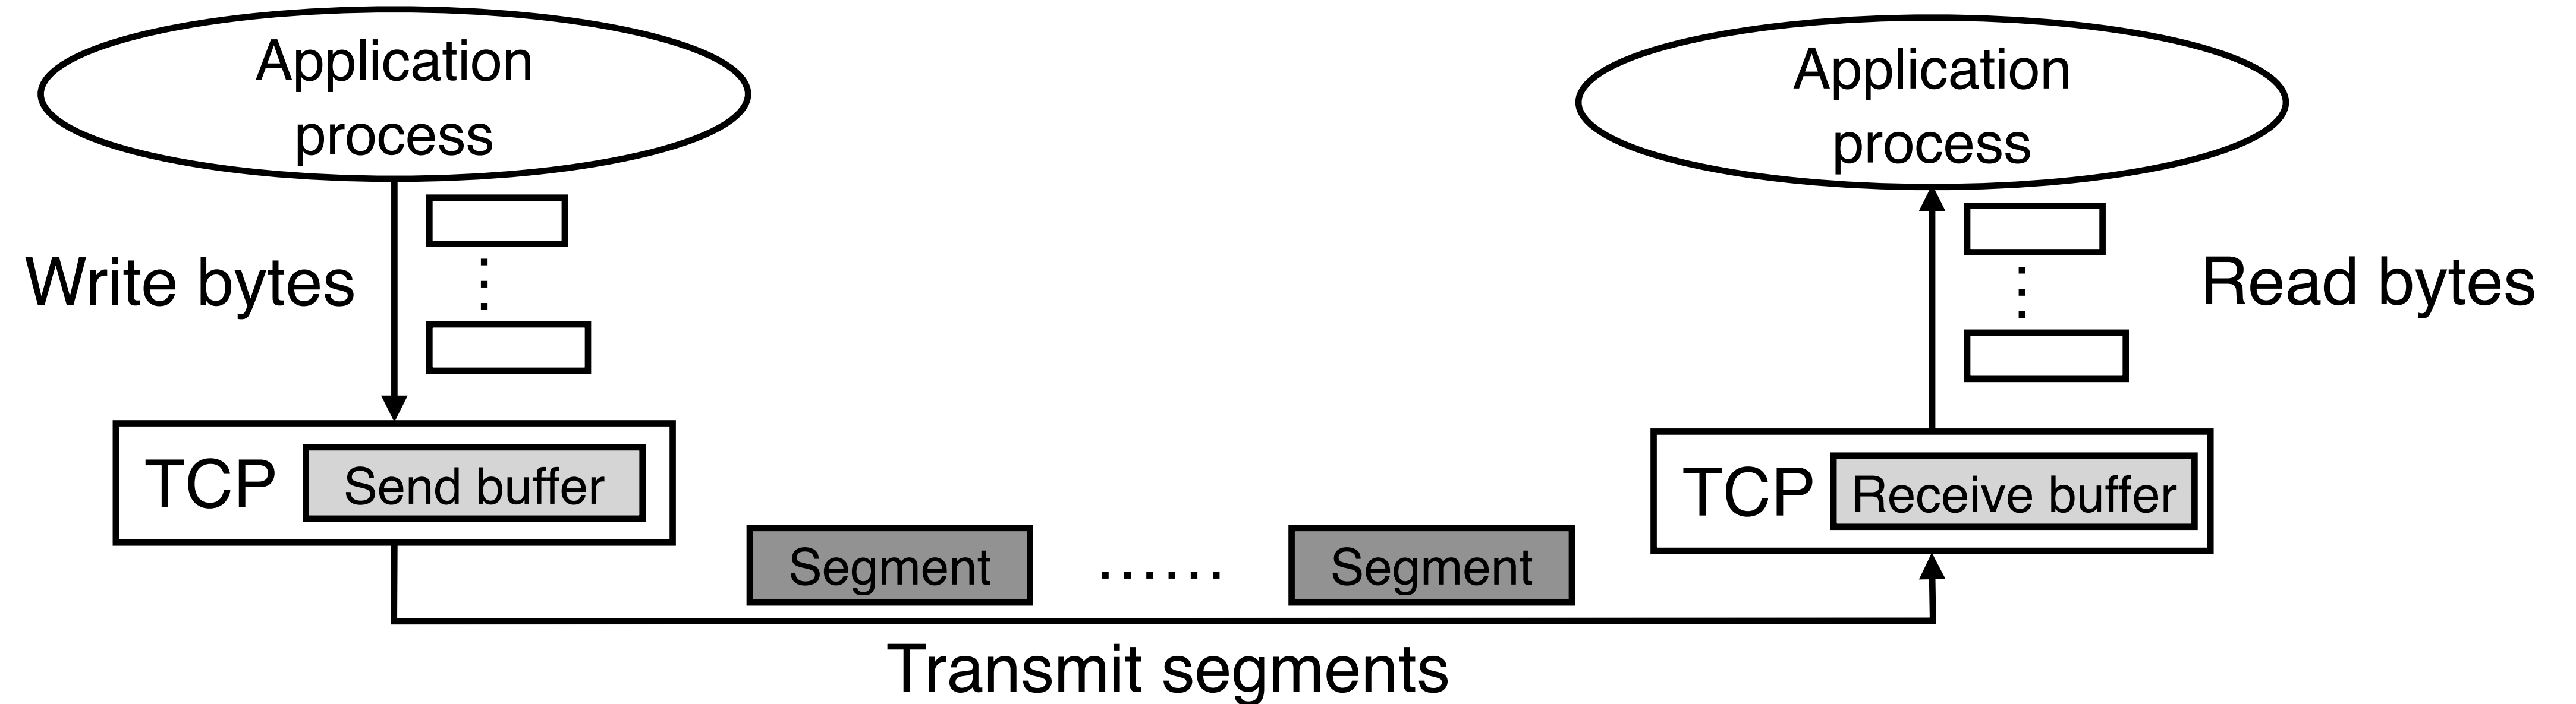 Application
process
Application
process
Write bytes
Read bytes
TCP
Send buffer
TCP
Receive buffer
Segment
......
Segment
Transmit segments